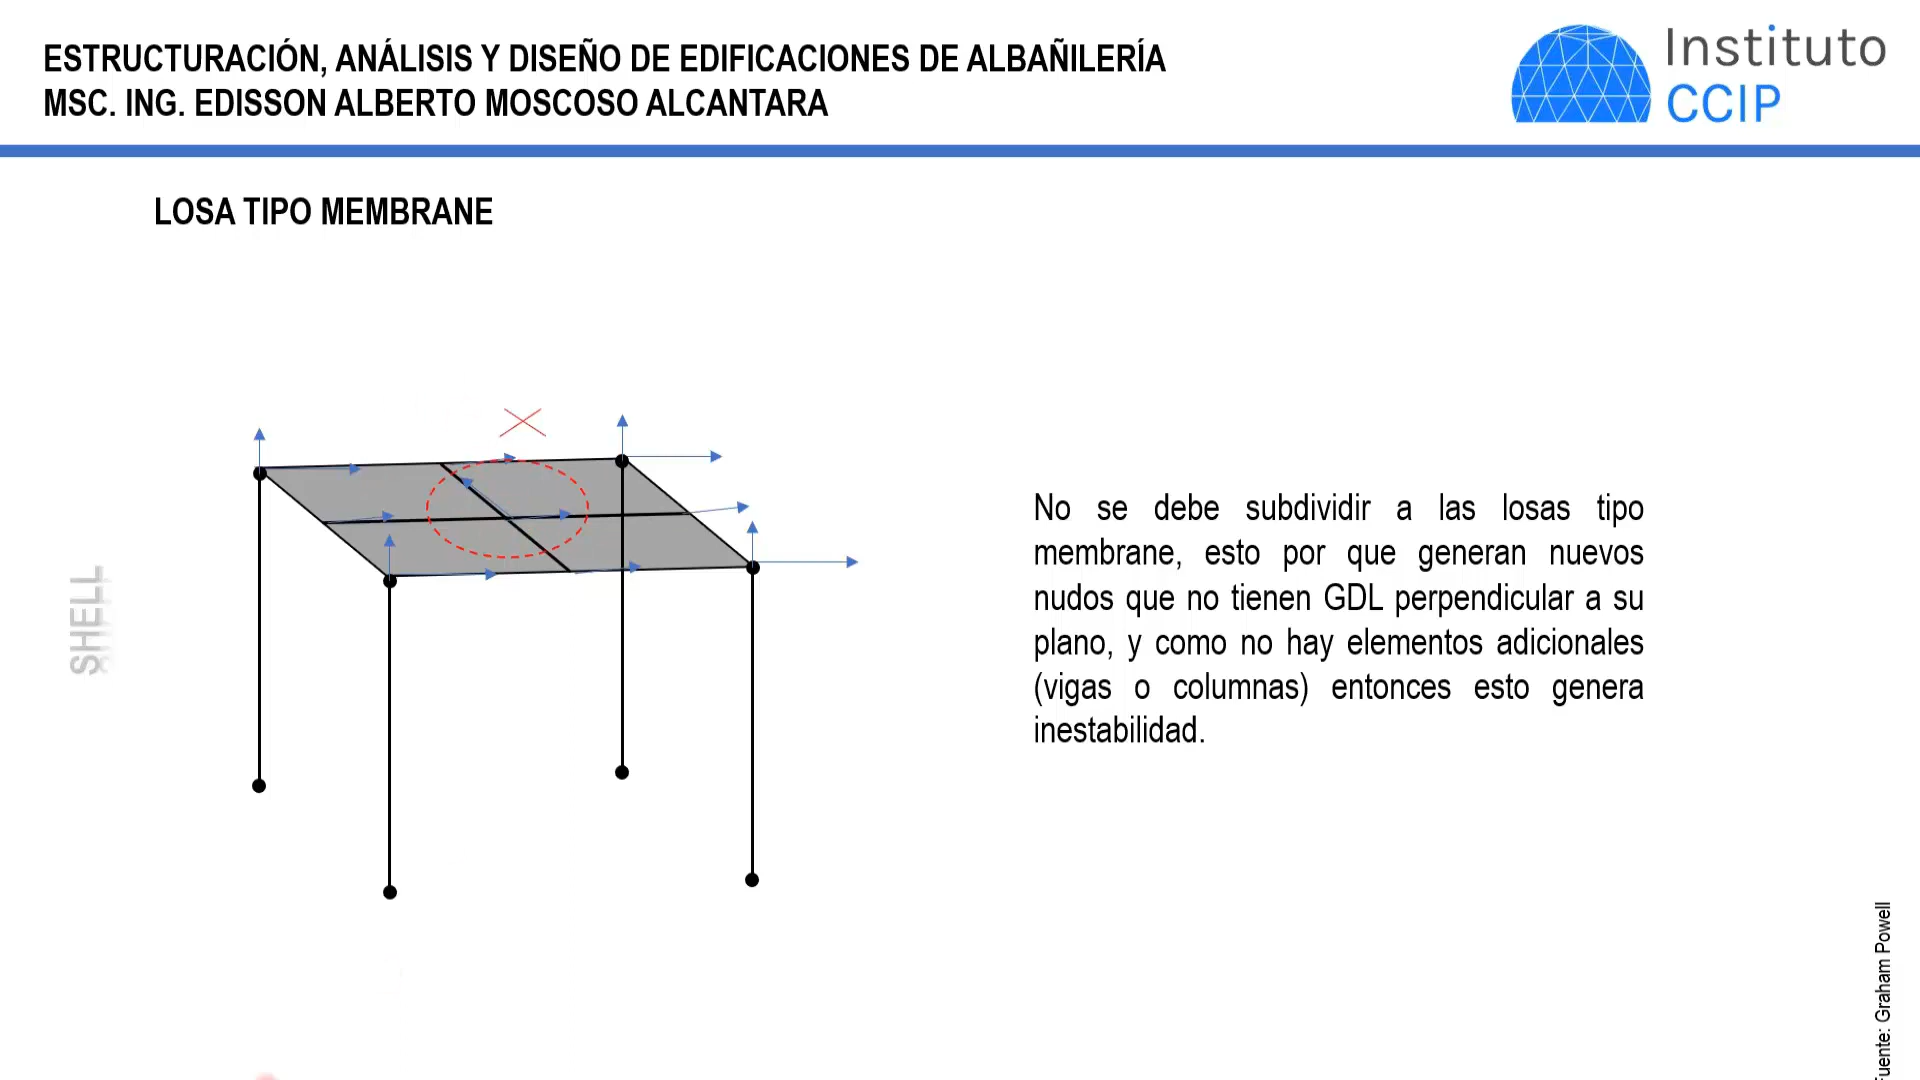 ESTRUCTURACIÓN, ANÁLISIS Y DISEÑO DE EDIFICACIONES DE ALBAÑILERÍA
MSC. ING. EDISSON ALBERTO MOSCOSO ALCANTARA
Instituto
CCIP
LOSA TIPO MEMBRANE
SHELL
No se debe subdividir a las losas tipo
membrane, esto por que generan nuevos
nudos que no tienen GDL perpendicular a su
plano, y como no hay elementos adicionales
(vigas o columnas) entonces esto genera
inestabilidad.
Fuente: Graham Powell